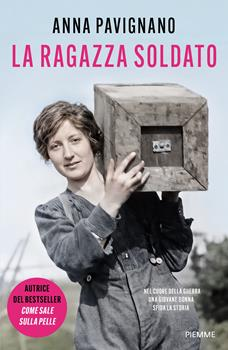 ANNA PAVIGNANO
LA RAGAZZA SOLDATO
NEL CUORE DELLA GUERRA
UNA GIOVANE DONNA
SFIDA LA STORIA
AUTRICE
DEL BESTSELLER
COME SALE
SULLA PELLE
PIEMME